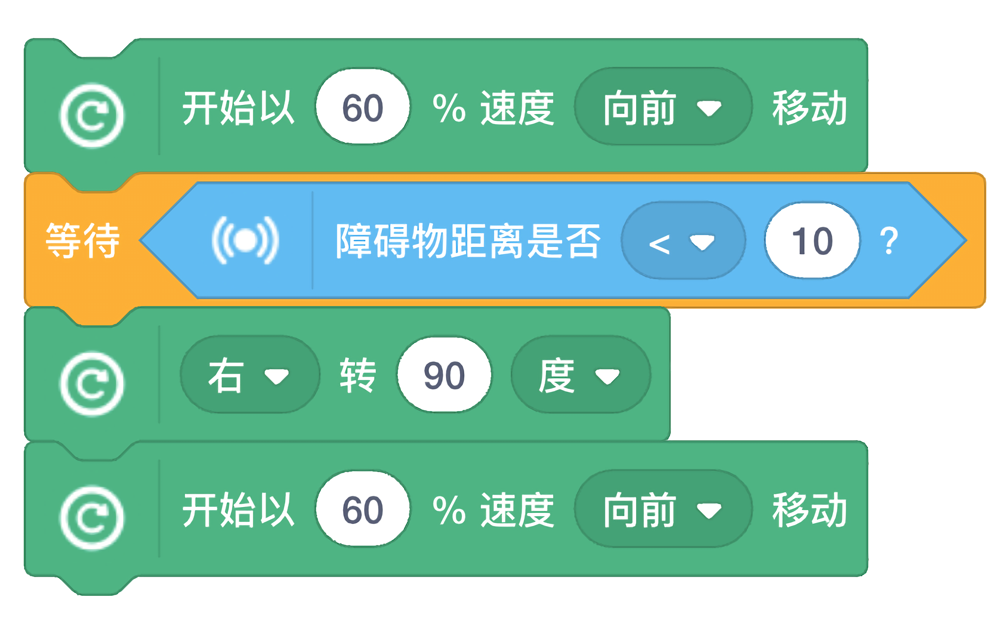 开始以 60 % 速度 向前 移动
等待 障碍物距离是否 < 10 ?
右 转 90 度
开始以 60 % 速度 向前 移动